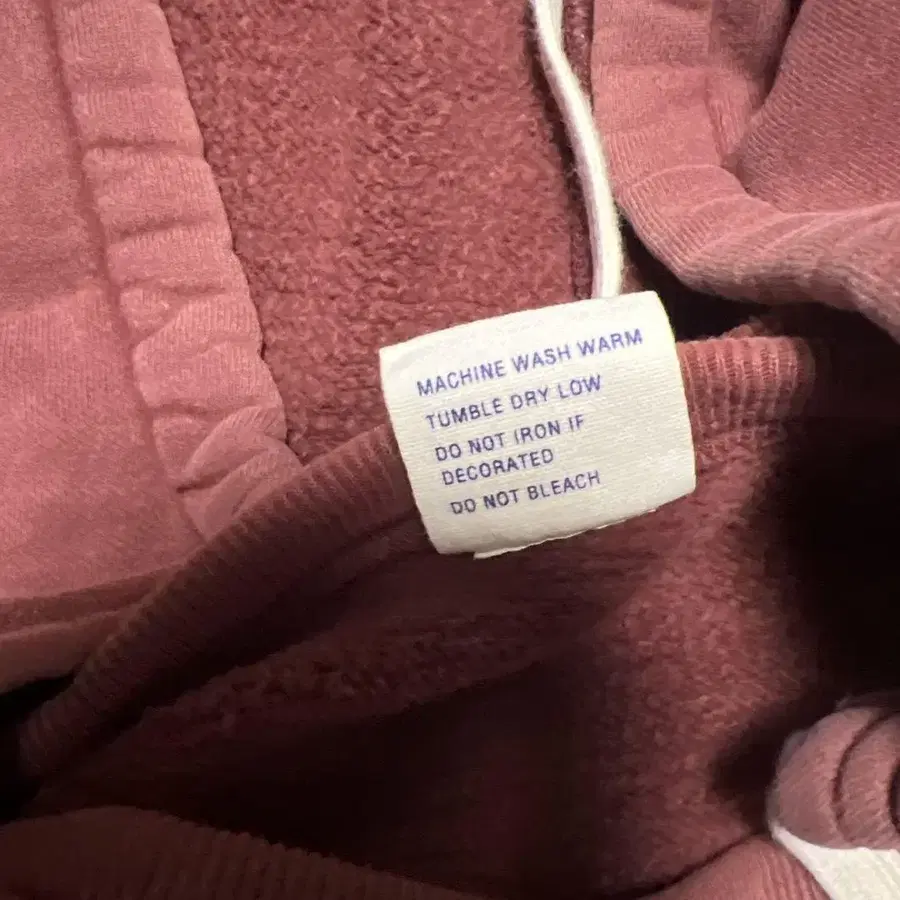 MACHINE WASH WARM
TUMBLE DRY LOW
DO NOT IRON IF
DECORATED
DO NOT BLEACH